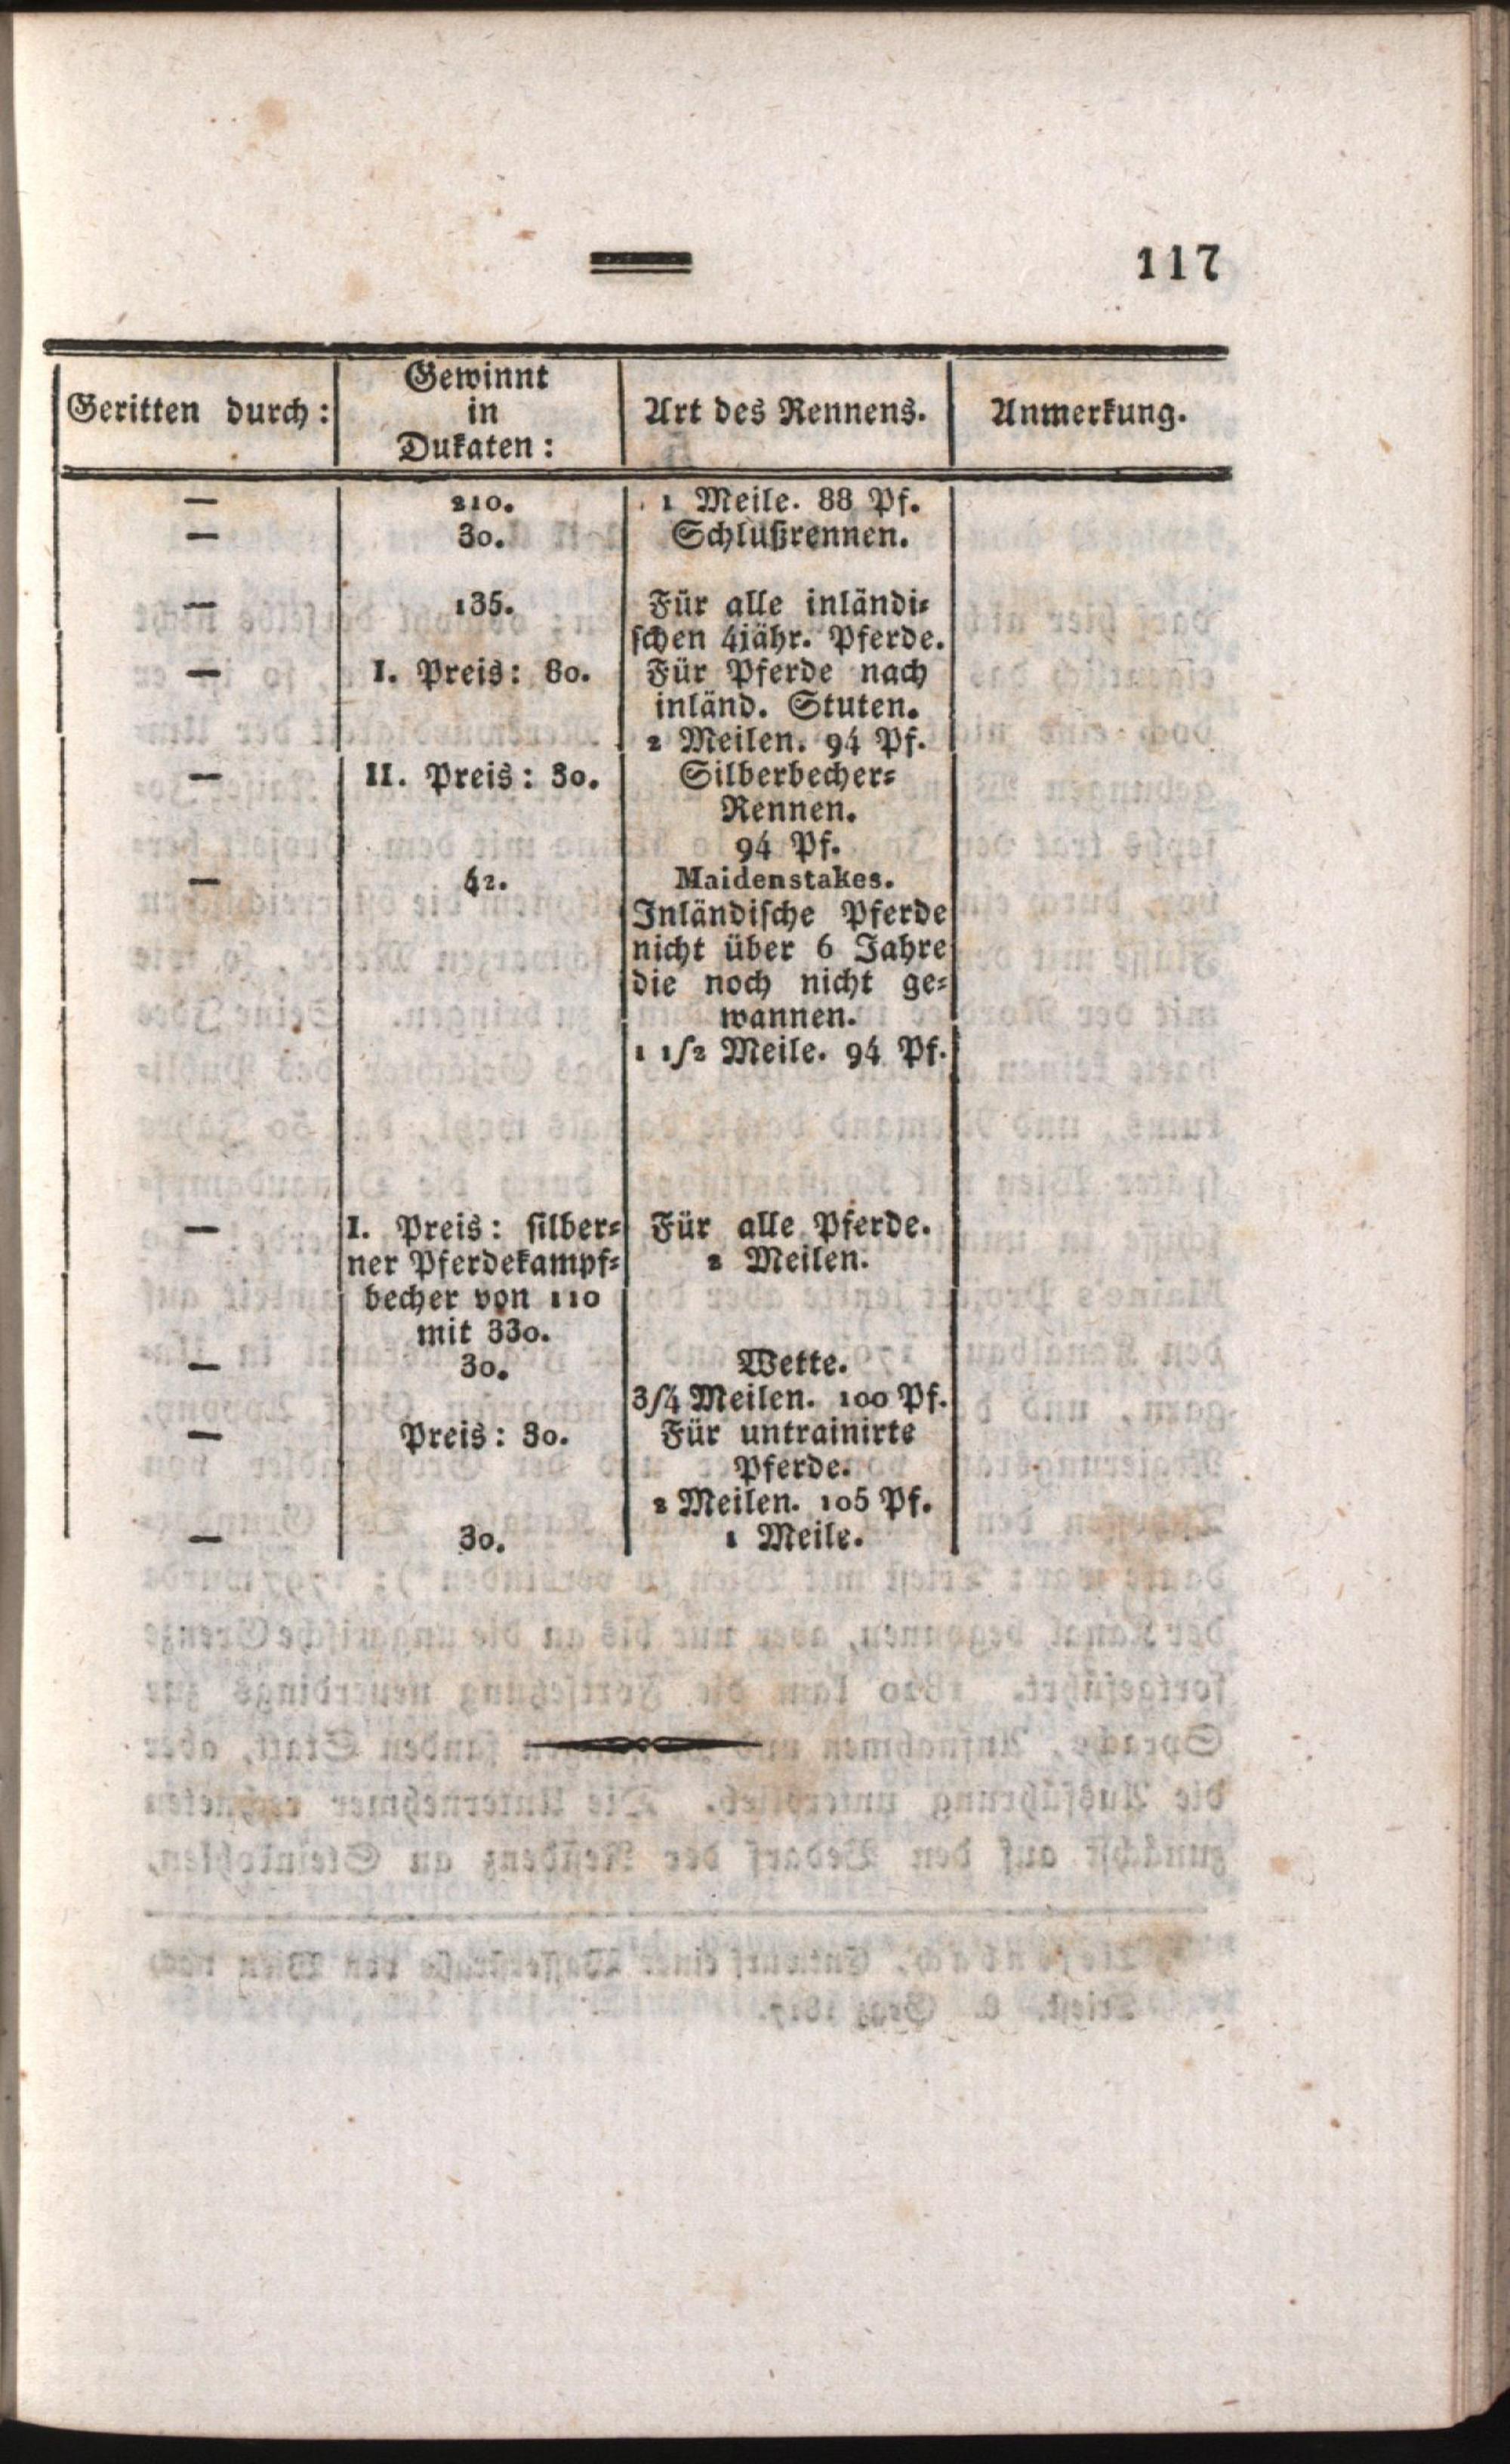 117
Geritten durch: Gewinnt in Dukaten: Art des Rennens. Anmerkung.
— 210. 1 Meile. 88 Pf.
— 30. Schlußrennen.
— 135. Für alle inländi=
schen 4jähr. Pferde.
— I. Preis: 80. Für Pferde nach
inländ. Stuten.
2 Meilen. 94 Pf.
— II. Preis: 30. Silberbecher=
Rennen.
94 Pf.
— 42. Maidenstakes.
Inländische Pferde
nicht über 6 Jahre
die noch nicht ge=
wannen.
1 1/2 Meile. 94 Pf.
— I. Preis: silber= Für alle Pferde.
ner Pferdekampf= 2 Meilen.
becher von 110
mit 330.
— 30. Wette.
3/4 Meilen. 100 Pf.
— Preis: 30. Für untrainirte
Pferde.
2 Meilen. 105 Pf.
— 30. 1 Meile.